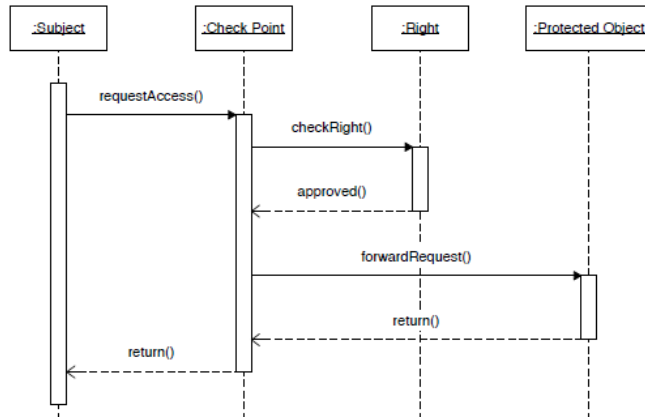 :Subject
:Check Point
:Right
:Protected Object
requestAccess()
checkRight()
approved()
forwardRequest()
return()
return()